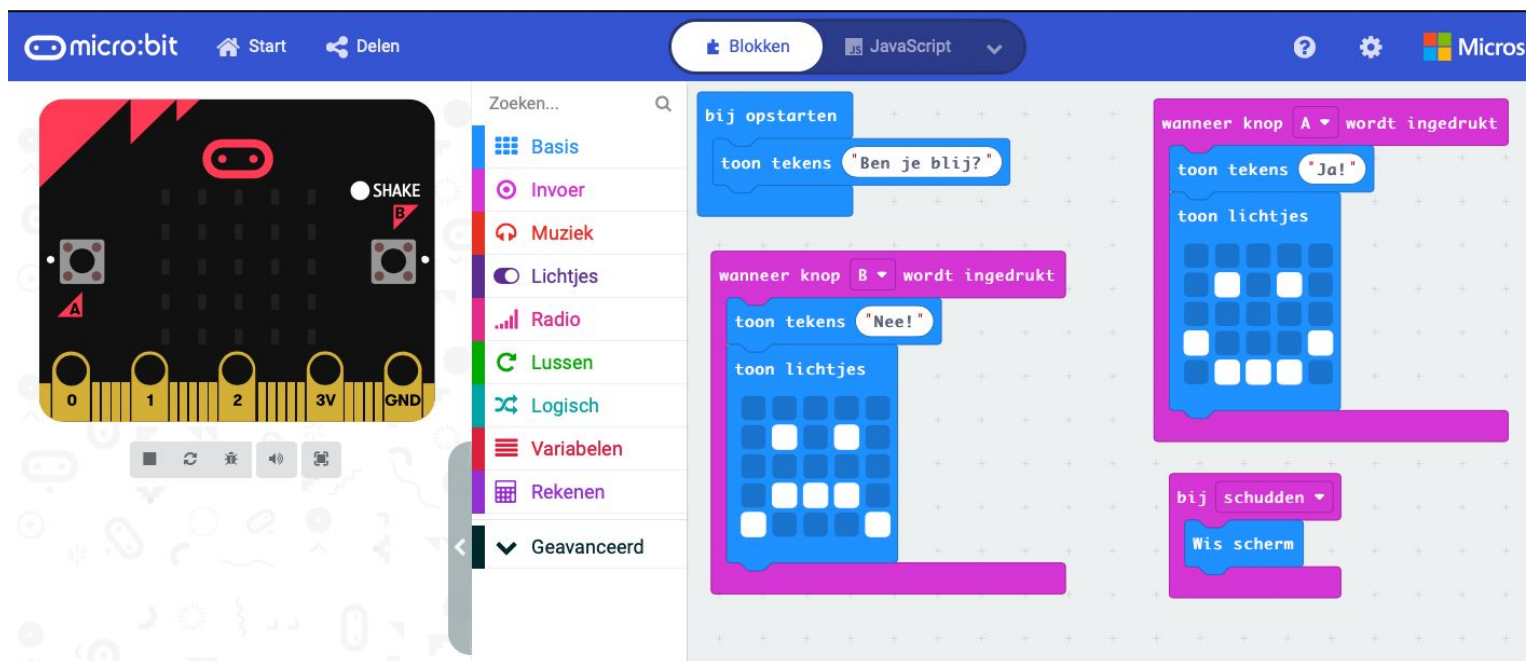 micro:bit Start Delen Blokken JavaScript Micros
SHAKE
B
A
0 1 2 3V GND
Zoeken...
Basis
Invoer
Muziek
Lichtjes
Radio
Lussen
Logisch
Variabelen
Rekenen
Geavanceerd
bij opstarten
toon tekens "Ben je blij?"
wanneer knop B wordt ingedrukt
toon tekens "Nee!"
toon lichtjes
wanneer knop A wordt ingedrukt
toon tekens "Ja!"
toon lichtjes
bij schudden
Wis scherm